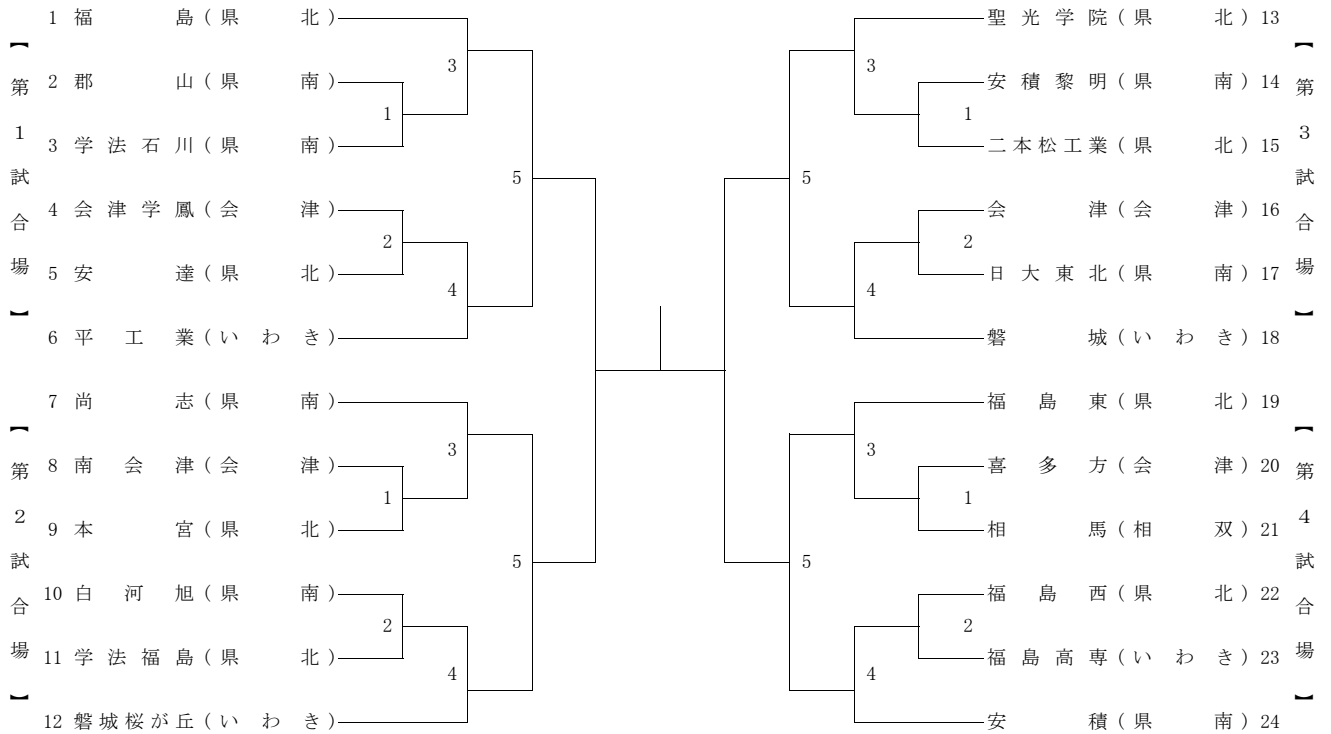 【第1試合場】
1 福島(県北)
2 郡山(県南)
3 学法石川(県南)
4 会津学鳳(会津)
5 安達(県北)
6 平工業(いわき)
3
1
5
2
4
【第2試合場】
7 尚志(県南)
8 南会津(会津)
9 本宮(県北)
10 白河旭(県南)
11 学法福島(県北)
12 磐城桜が丘(いわき)
3
1
5
2
4
【第3試合場】
聖光学院(県北)13
安積黎明(県南)14
二本松工業(県北)15
会津(会津)16
日大東北(県南)17
磐城(いわき)18
3
1
5
2
4
【第4試合場】
福島東(県北)19
喜多方(会津)20
相馬(相双)21
福島西(県北)22
福島高専(いわき)23
安積(県南)24
3
1
5
2
4